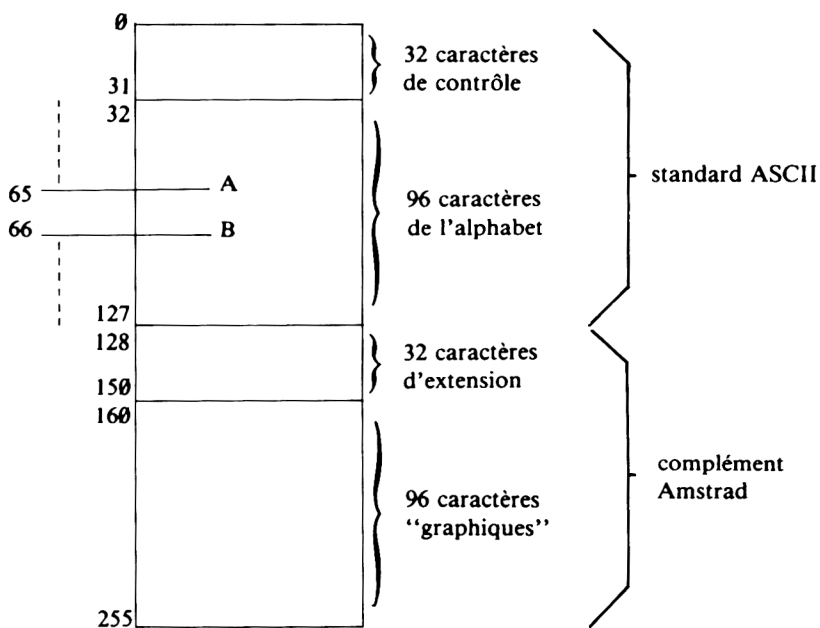 0
31
32
32 caractères
de contrôle
65
A
66
B
96 caractères
de l'alphabet
standard ASCII
127
128
150
160
32 caractères
d'extension
96 caractères
"graphiques"
complément
Amstrad
255